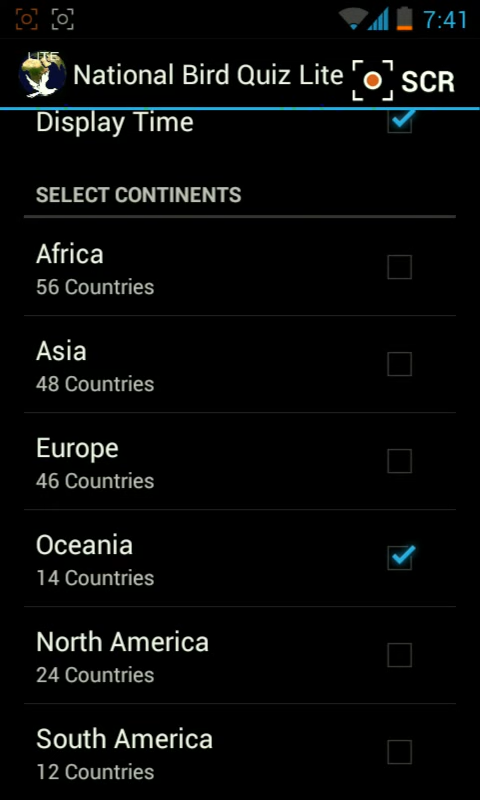 7:41
LITE
National Bird Quiz Lite
SCR
Display Time
SELECT CONTINENTS
Africa
56 Countries
Asia
48 Countries
Europe
46 Countries
Oceania
14 Countries
North America
24 Countries
South America
12 Countries